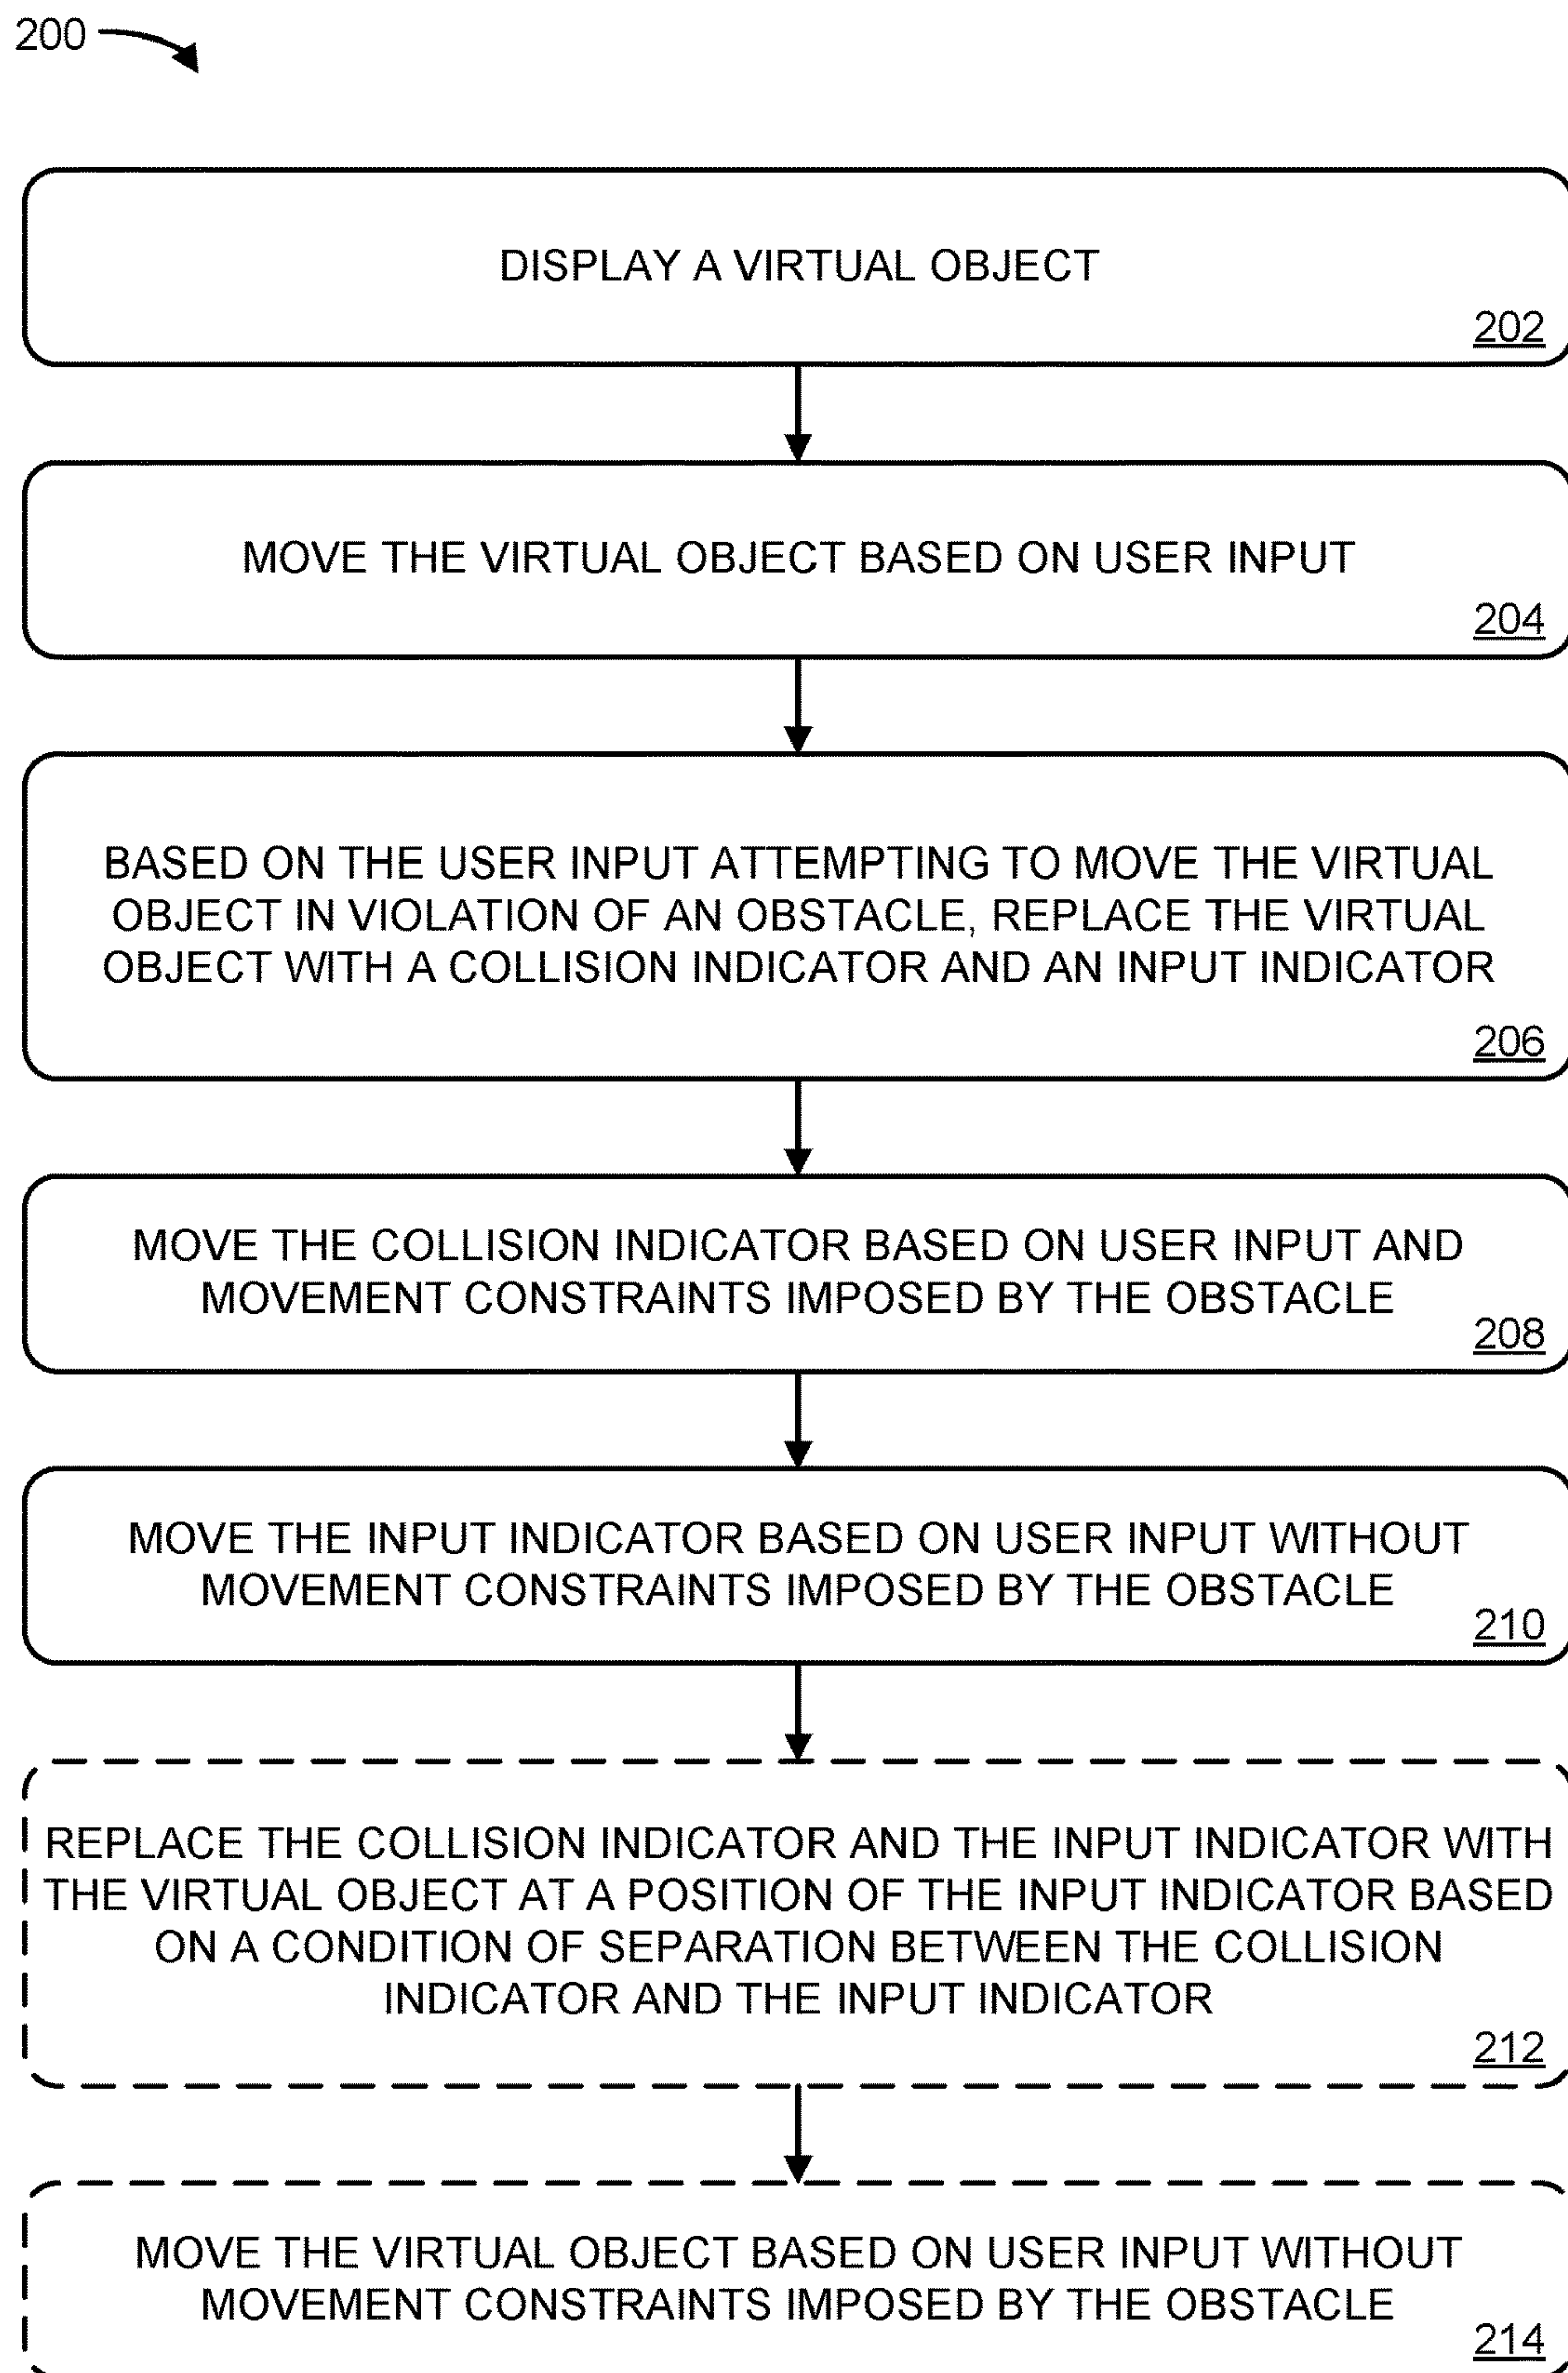 200
DISPLAY A VIRTUAL OBJECT
202
MOVE THE VIRTUAL OBJECT BASED ON USER INPUT
204
BASED ON THE USER INPUT ATTEMPTING TO MOVE THE VIRTUAL
OBJECT IN VIOLATION OF AN OBSTACLE, REPLACE THE VIRTUAL
OBJECT WITH A COLLISION INDICATOR AND AN INPUT INDICATOR
206
MOVE THE COLLISION INDICATOR BASED ON USER INPUT AND
MOVEMENT CONSTRAINTS IMPOSED BY THE OBSTACLE
208
MOVE THE INPUT INDICATOR BASED ON USER INPUT WITHOUT
MOVEMENT CONSTRAINTS IMPOSED BY THE OBSTACLE
210
REPLACE THE COLLISION INDICATOR AND THE INPUT INDICATOR WITH
THE VIRTUAL OBJECT AT A POSITION OF THE INPUT INDICATOR BASED
ON A CONDITION OF SEPARATION BETWEEN THE COLLISION
INDICATOR AND THE INPUT INDICATOR
212
MOVE THE VIRTUAL OBJECT BASED ON USER INPUT WITHOUT
MOVEMENT CONSTRAINTS IMPOSED BY THE OBSTACLE
214